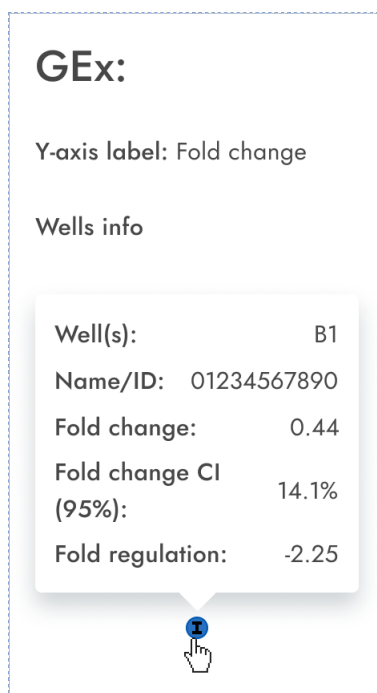 GEx:
Y-axis label: Fold change
Wells info
Well(s): B1
Name/ID: 01234567890
Fold change: 0.44
Fold change CI
(95%): 14.1%
Fold regulation: -2.25